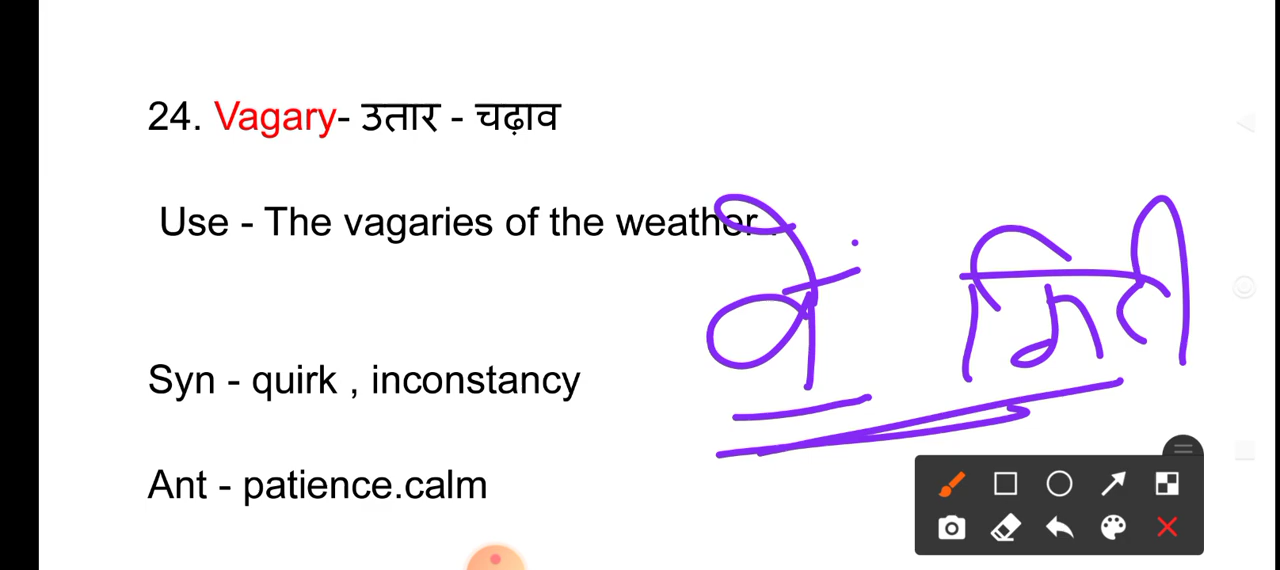 24. Vagary- उतार - चढ़ाव
Use - The vagaries of the weather .
Syn - quirk , inconstancy
Ant - patience.calm